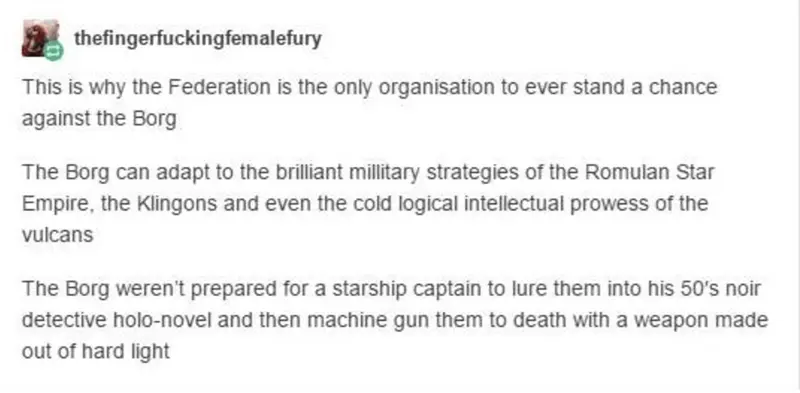 thefingerfuckingfemalefury
This is why the Federation is the only organisation to ever stand a chance
against the Borg
The Borg can adapt to the brilliant millitary strategies of the Romulan Star
Empire, the Klingons and even the cold logical intellectual prowess of the
vulcans
The Borg weren't prepared for a starship captain to lure them into his 50's noir
detective holo-novel and then machine gun them to death with a weapon made
out of hard light